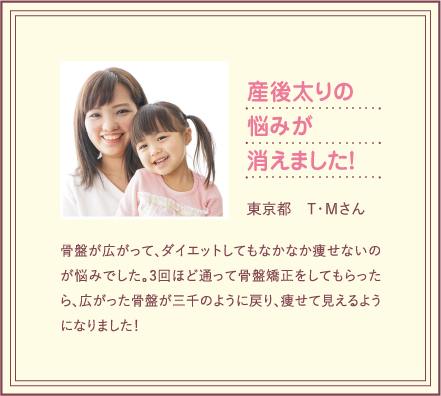 産後太りの
悩みが
消えました!
東京都　T・Mさん
骨盤が広がって、ダイエットしてもなかなか痩せないの
が悩みでした。3回ほど通って骨盤矯正をしてもらった
ら、広がった骨盤が三千のように戻り、痩せて見えるよう
になりました!